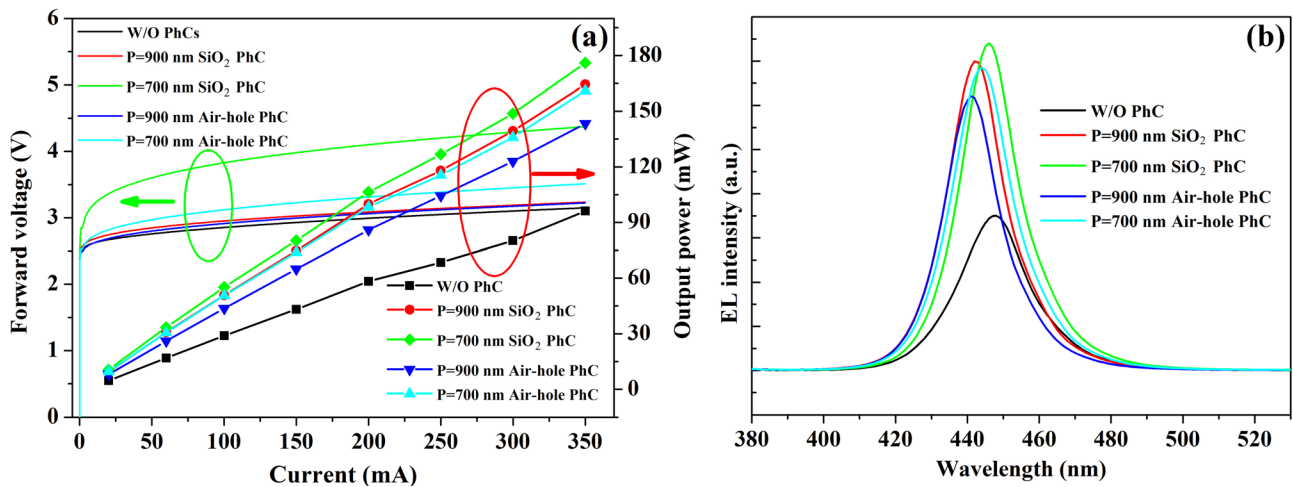 (a)
W/O PhCs
P=900 nm SiO₂ PhC
P=700 nm SiO₂ PhC
P=900 nm Air-hole PhC
P=700 nm Air-hole PhC
Forward voltage (V)
6
5
4
3
2
1
0
0 50 100 150 200 250 300 350
Current (mA)
180
150
120
90
60
30
0
Output power (mW)
W/O PhC
P=900 nm SiO₂ PhC
P=700 nm SiO₂ PhC
P=900 nm Air-hole PhC
P=700 nm Air-hole PhC
(b)
EL intensity (a.u.)
W/O PhC
P=900 nm SiO₂ PhC
P=700 nm SiO₂ PhC
P=900 nm Air-hole PhC
P=700 nm Air-hole PhC
380 400 420 440 460 480 500 520
Wavelength (nm)